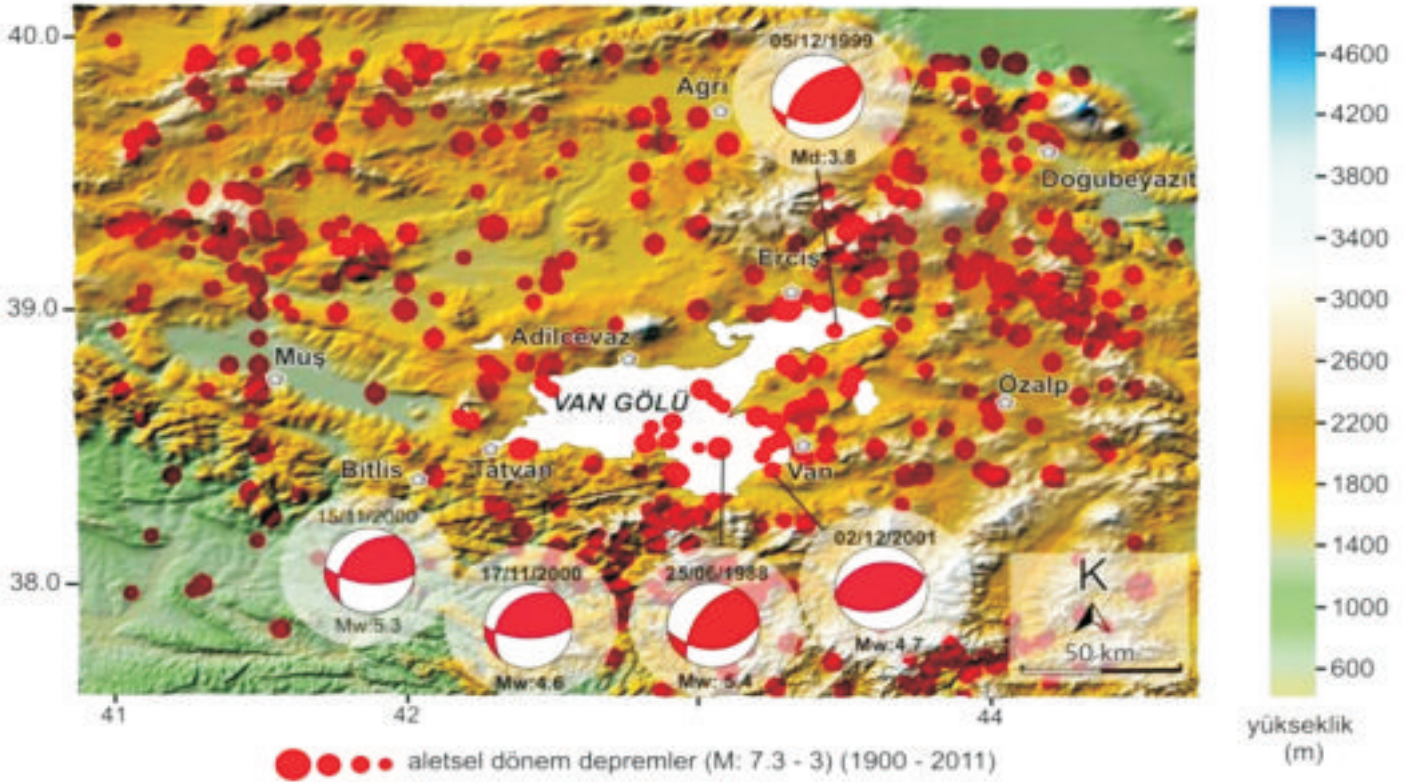 40.0
39.0
38.0
41
42
44
05/12/1999
Md:3.8
Ağrı
Doğubeyazıt
Erciş
Adilcevaz
Muş
VAN GÖLÜ
Özalp
Bitlis
Tatvan
Van
15/11/2000
Mw:5.3
17/11/2000
Mw:4.6
25/06/1988
Mw: 5.4
02/12/2001
Mw:4.7
K
50 km
4600
4200
3800
3400
3000
2600
2200
1800
1400
1000
600
yükseklik
(m)
aletsel dönem depremler (M: 7.3 - 3) (1900 - 2011)